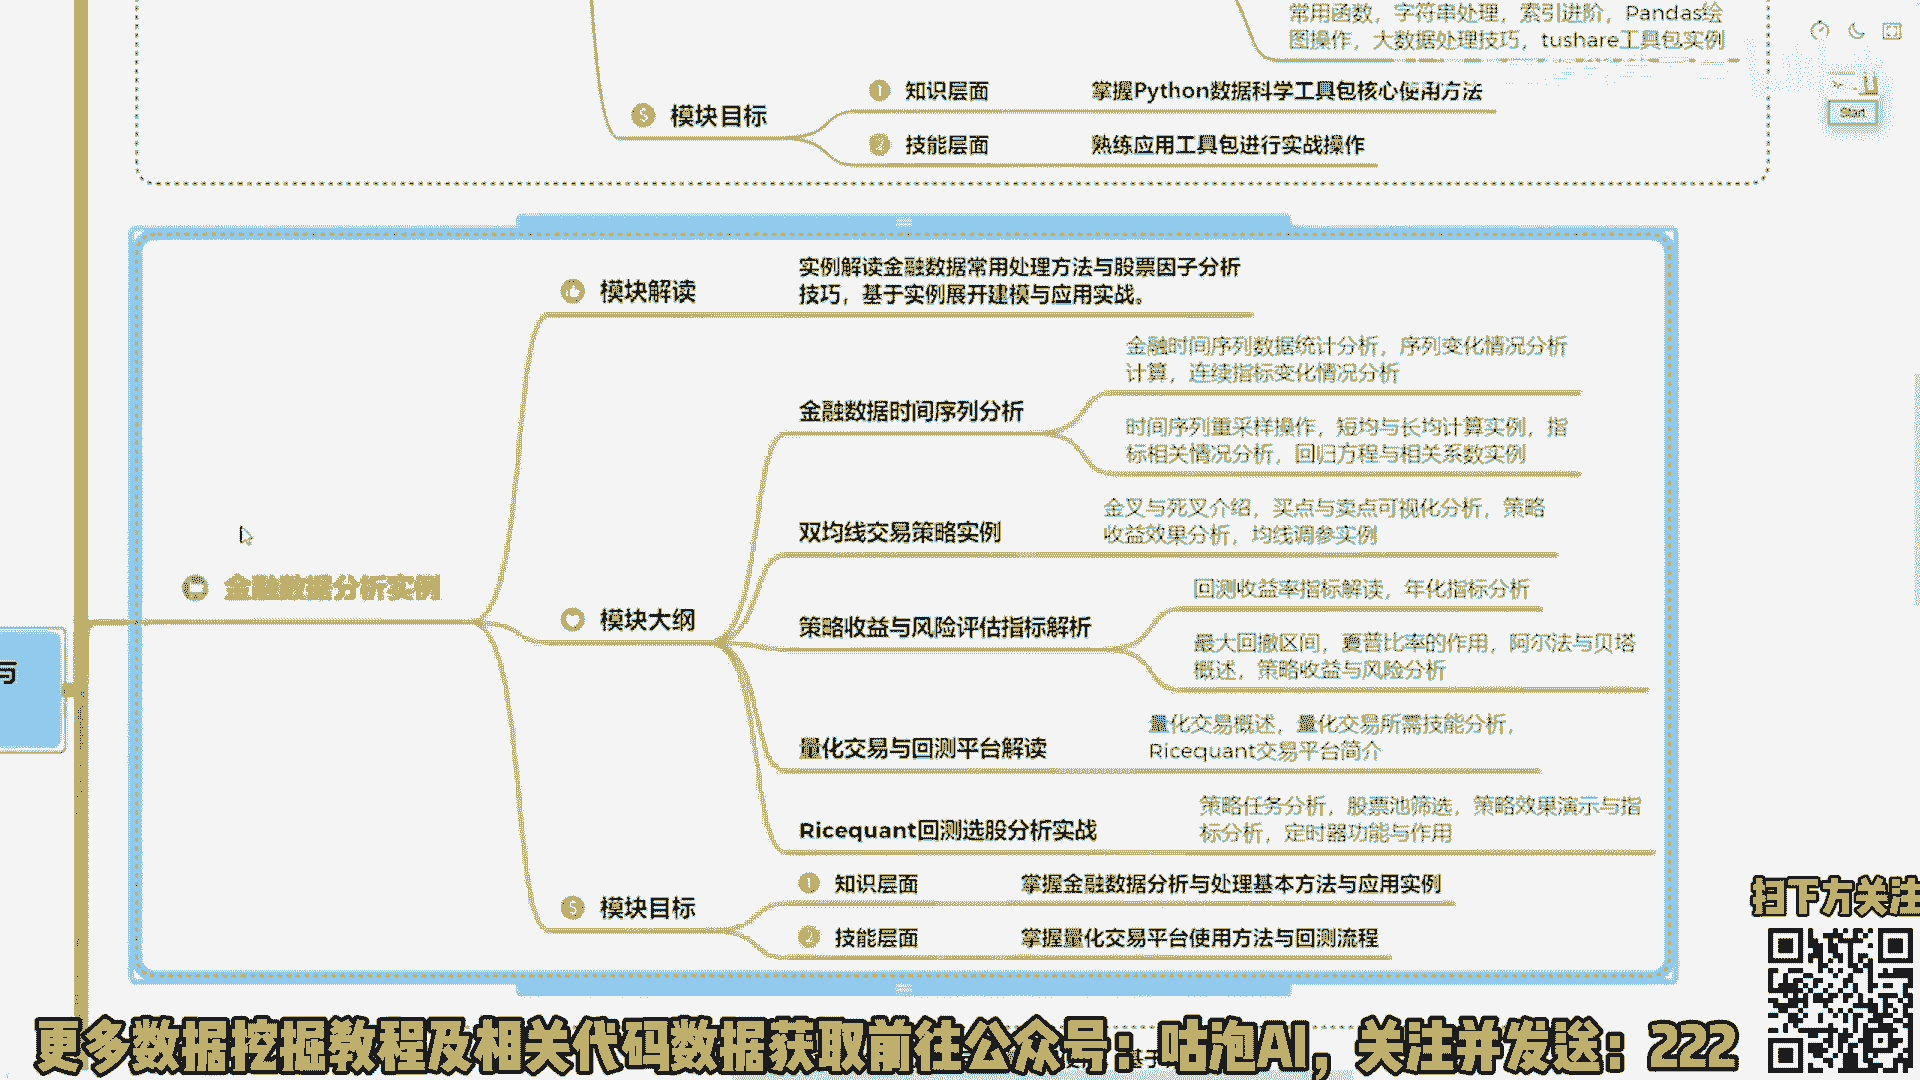 常用函数，字符串处理，索引进阶，Pandas绘
图操作，大数据处理技巧，tushare工具包实例
Start
模块目标
1 知识层面 掌握Python数据科学工具包核心使用方法
2 技能层面 熟练应用工具包进行实战操作
模块解读
实例解读金融数据常用处理方法与股票因子分析
技巧，基于实例展开建模与应用实战。
金融时间序列数据统计分析，序列变化情况分析
计算，连续指标变化情况分析
金融数据时间序列分析
时间序列重采样操作，短均与长均计算实例，指
标相关情况分析，回归方程与相关系数实例
金叉与死叉介绍，买点与卖点可视化分析，策略
收益效果分析，均线调参实例
双均线交易策略实例
金融数据分析实例
模块大纲
回测收益率指标解读，年化指标分析
策略收益与风险评估指标解析
最大回撤区间，夏普比率的作用，阿尔法与贝塔
概述，策略收益与风险分析
与
量化交易概述，量化交易所需技能分析，
Ricequant交易平台简介
量化交易与回测平台解读
策略任务分析，股票池筛选，策略效果演示与指
标分析，定时器功能与作用
Ricequant回测选股分析实战
模块目标
1 知识层面 掌握金融数据分析与处理基本方法与应用实例
2 技能层面 掌握量化交易平台使用方法与回测流程
扫下方关注
更多数据挖掘教程及相关代码数据获取前往公众号：咕泡AI，关注并发送：222